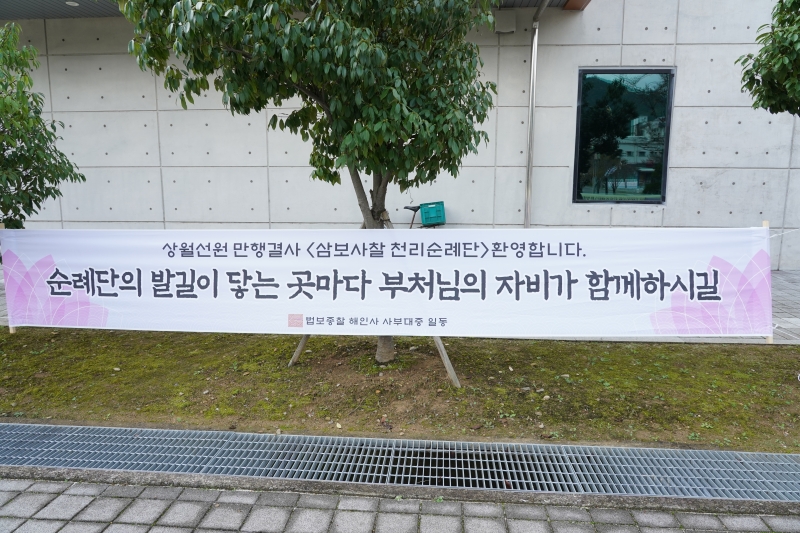 상월선원 만행결사 <삼보사찰 천리순례단>환영합니다.
순례단의 발길이 닿는 곳마다 부처님의 자비가 함께하시길
법보종찰 해인사 사부대중 일동